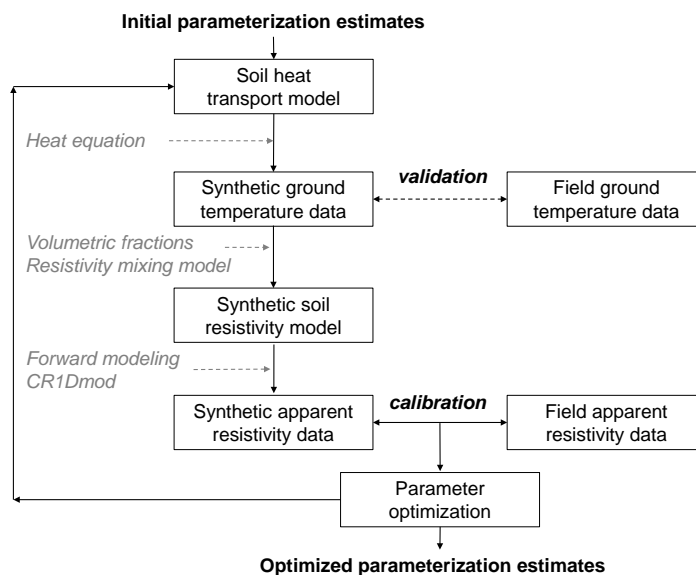 Initial parameterization estimates
Soil heat
transport model
Heat equation
Synthetic ground
temperature data
validation
Field ground
temperature data
Volumetric fractions
Resistivity mixing model
Synthetic soil
resistivity model
Forward modeling
CR1Dmod
Synthetic apparent
resistivity data
calibration
Field apparent
resistivity data
Parameter
optimization
Optimized parameterization estimates